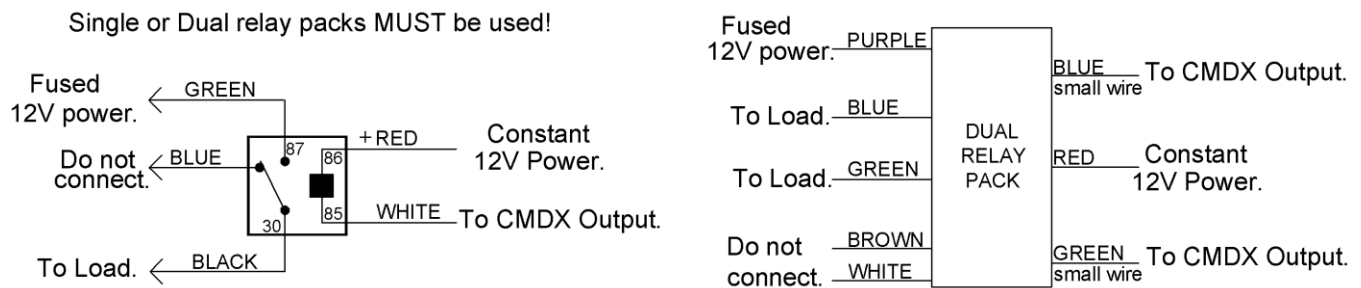 Single or Dual relay packs MUST be used!
Fused
12V power.
GREEN
Do not
connect.
BLUE
87
86
+RED
Constant
12V Power.
30
85
WHITE
To CMDX Output.
To Load.
BLACK
Fused
12V power.
PURPLE
To Load.
BLUE
To Load.
GREEN
Do not
connect.
BROWN
WHITE
DUAL
RELAY
PACK
BLUE
small wire
To CMDX Output.
RED
Constant
12V Power.
GREEN
small wire
To CMDX Output.